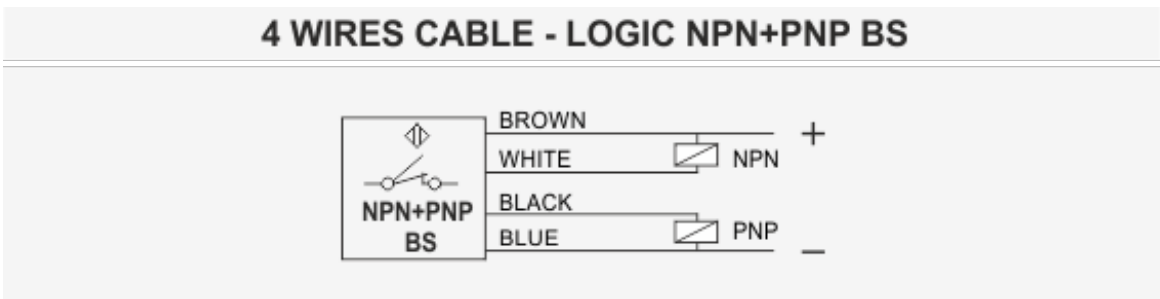 4 WIRES CABLE - LOGIC NPN+PNP BS
BROWN
+
WHITE
NPN
NPN+PNP
BS
BLACK
BLUE
PNP
–